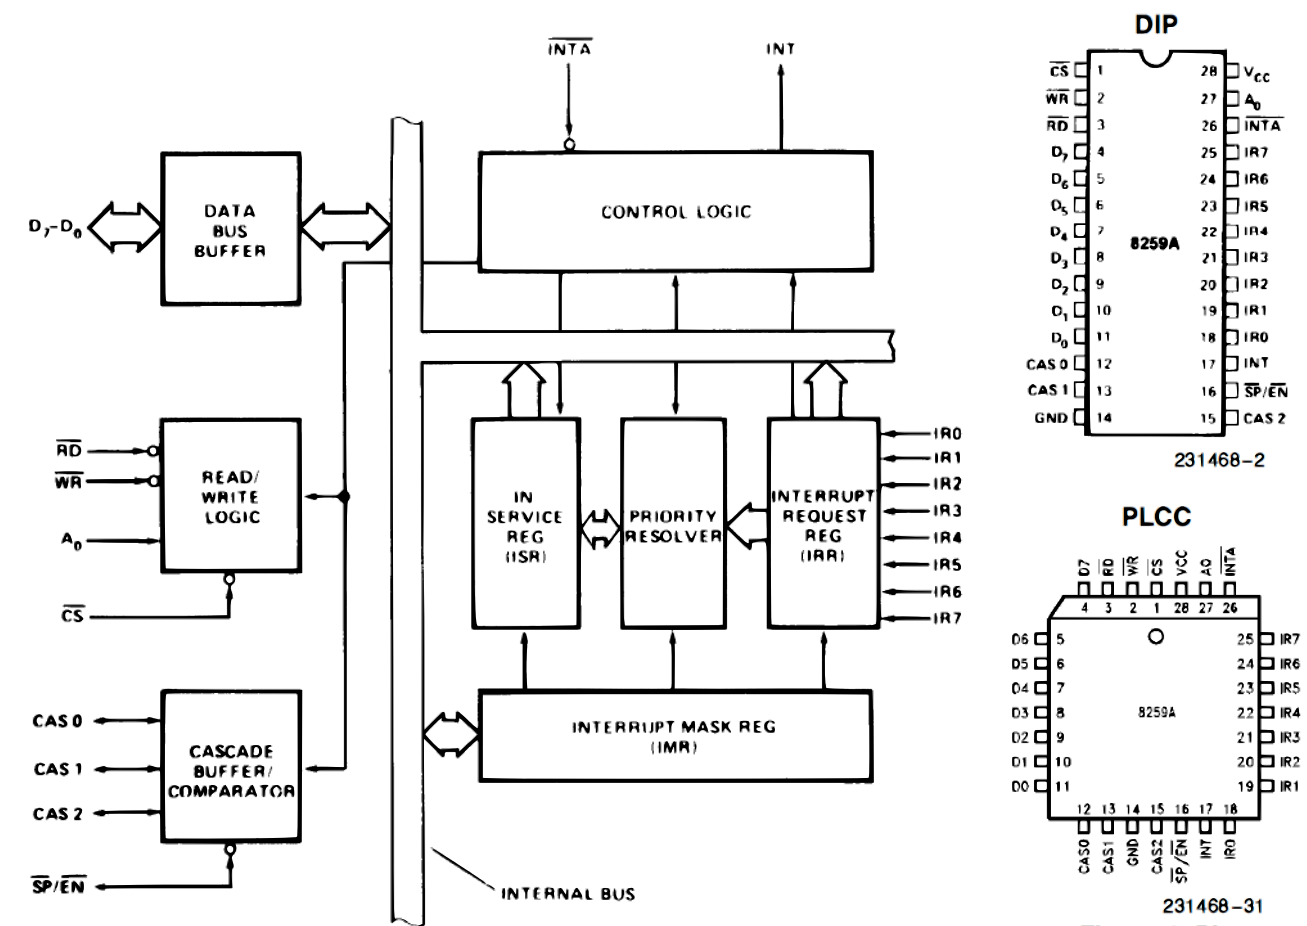 INTA
INT
D7-D0
DATA
BUS
BUFFER
CONTROL LOGIC
RD
WR
A0
CS
READ/
WRITE
LOGIC
IN
SERVICE
REG
(ISR)
PRIORITY
RESOLVER
INTERRUPT
REQUEST
REG
(IRR)
IR0
IR1
IR2
IR3
IR4
IR5
IR6
IR7
CAS 0
CAS 1
CAS 2
SP/EN
CASCADE
BUFFER/
COMPARATOR
INTERRUPT MASK REG
(IMR)
INTERNAL BUS
DIP
CS 1 28 VCC
WR 2 27 A0
RD 3 26 INTA
D7 4 25 IR7
D6 5 24 IR6
D5 6 23 IR5
D4 7 22 IR4
8259A
D3 8 21 IR3
D2 9 20 IR2
D1 10 19 IR1
D0 11 18 IR0
CAS 0 12 17 INT
CAS 1 13 16 SP/EN
GND 14 15 CAS 2
231468-2
PLCC
D7 RD WR CS VCC A0 INTA
4 3 2 1 28 27 26
D6 5 25 IR7
D5 6 24 IR6
D4 7 23 IR5
D3 8 8259A 22 IR4
D2 9 21 IR3
D1 10 20 IR2
D0 11 19 IR1
12 13 14 15 16 17 18
CAS0 CAS1 GND CAS2 SP/EN INT IR0
231468-31